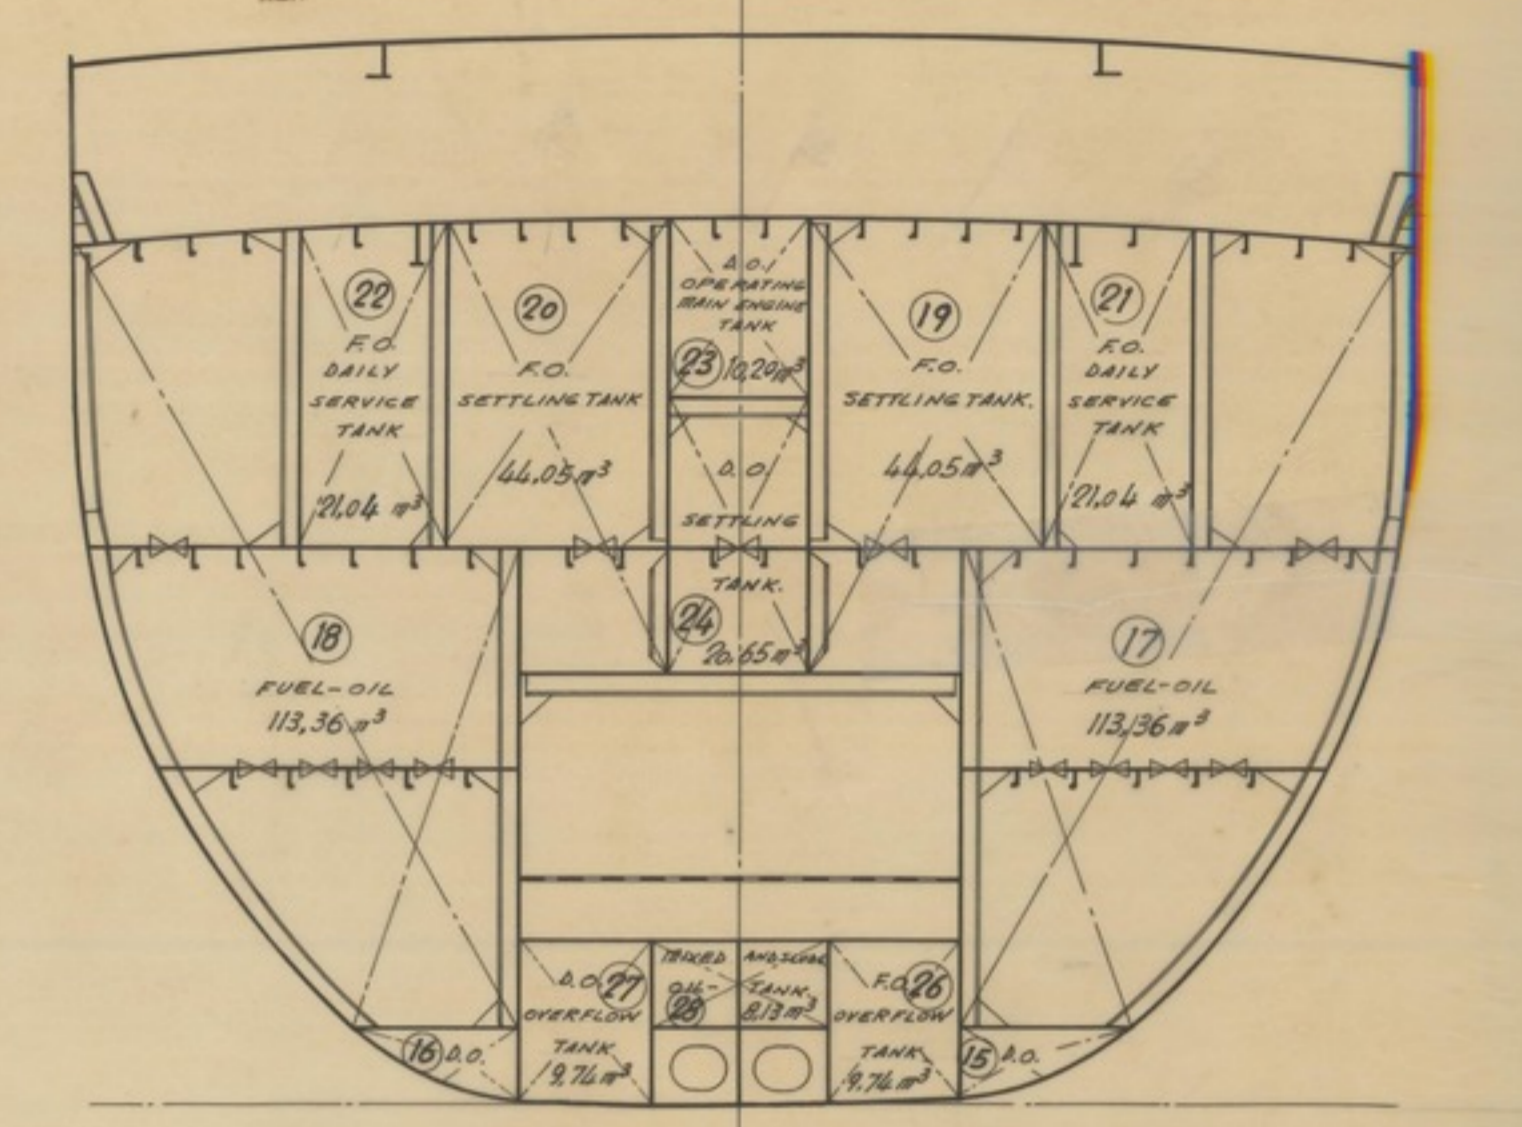 22
F.O.
DAILY
SERVICE
TANK
21,04 m³
20
F.O.
SETTLING TANK
44,05 m³
D.O.
OPERATING
MAIN ENGINE
TANK
23 10,20 m³
D.O.
SETTLING
TANK.
24
20,65 m³
19
F.O.
SETTLING TANK.
44,05 m³
21
F.O.
DAILY
SERVICE
TANK
21,04 m³
18
FUEL-OIL
113,36 m³
17
FUEL-OIL
113,36 m³
16 D.O.
D.O. 27
OVERFLOW
TANK
9,74 m³
MIXED
OIL-
28
AND
TANK
8,13 m³
F.O. 26
OVERFLOW
TANK
9,74 m³
15 D.O.